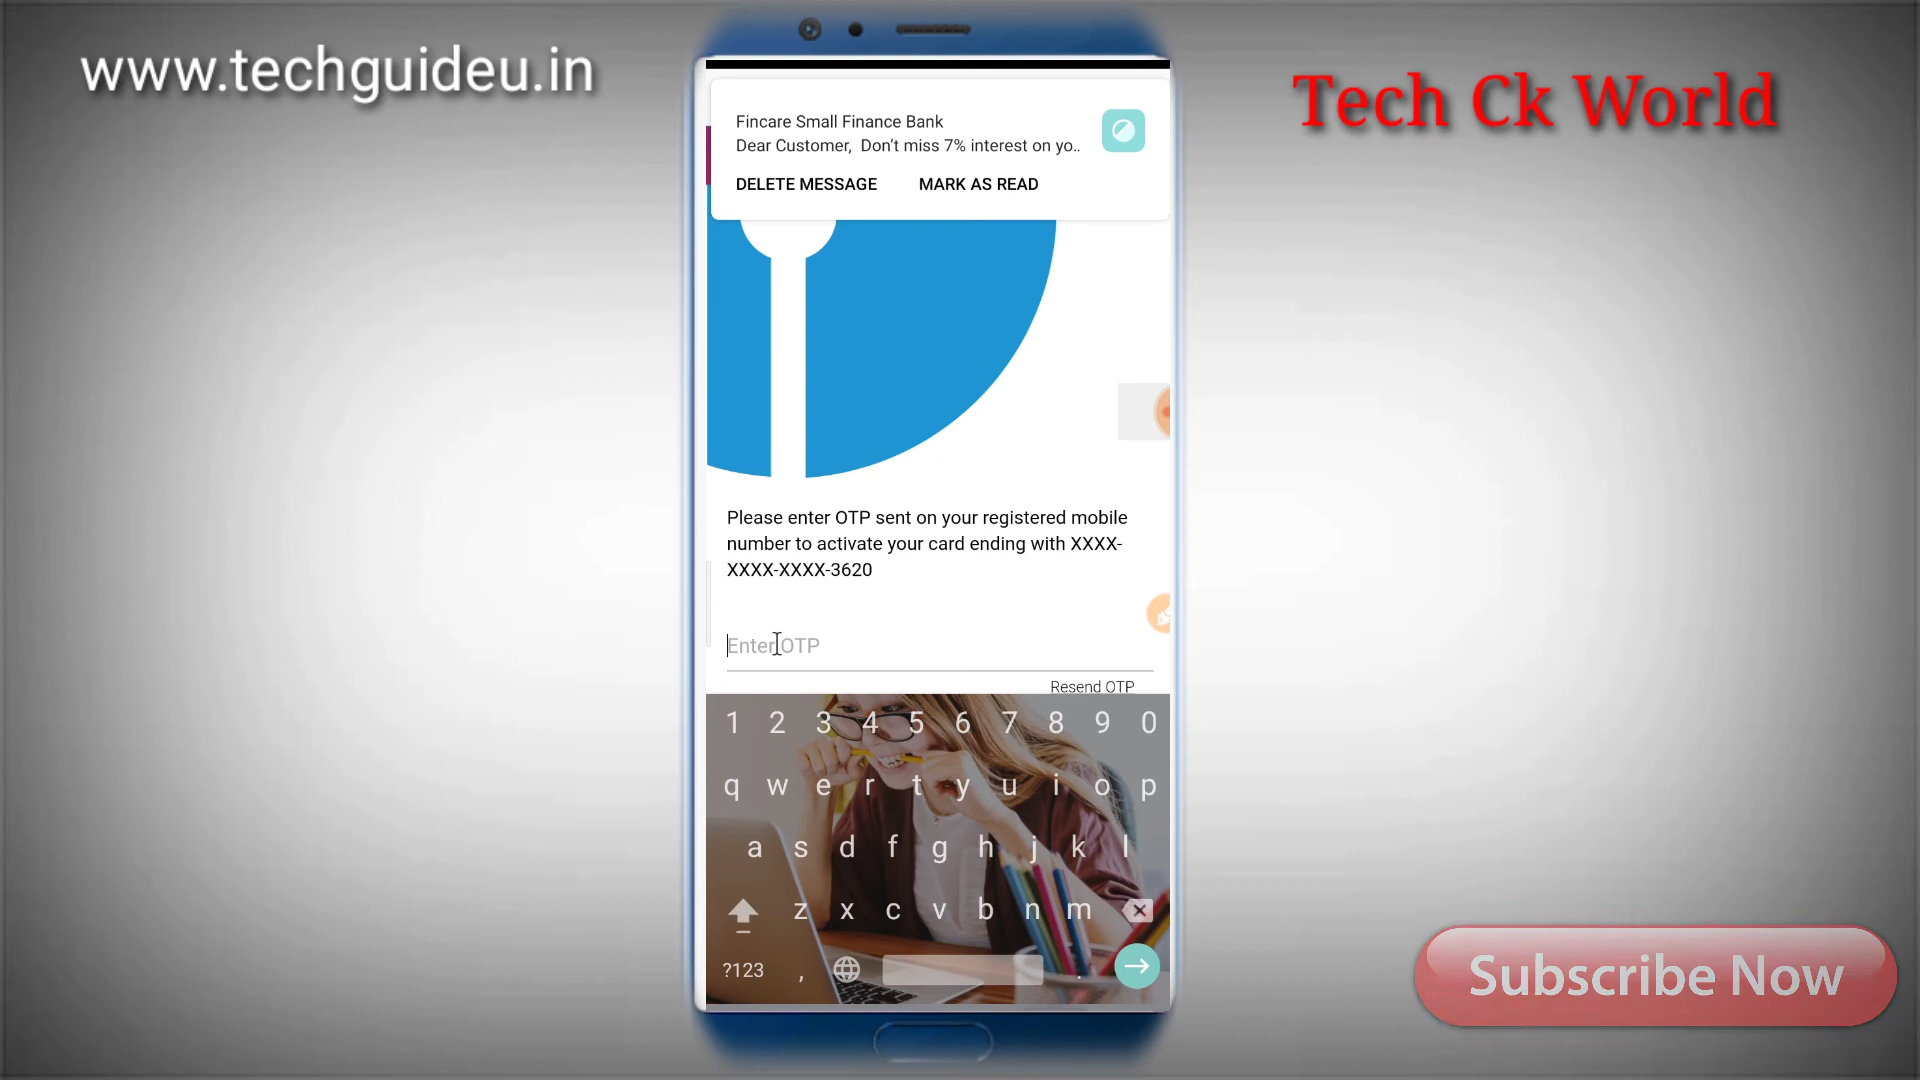 www.techguideu.in
Tech Ck World
Fincare Small Finance Bank
Dear Customer,  Don't miss 7% interest on yo..
DELETE MESSAGE MARK AS READ
Please enter OTP sent on your registered mobile
number to activate your card ending with XXXX-
XXXX-XXXX-3620
Enter OTP
Resend OTP
1 2 3 4 5 6 7 8 9 0
q w e r t y u i o p
a s d f g h j k l
z x c v b n m
?123 , .
Subscribe Now